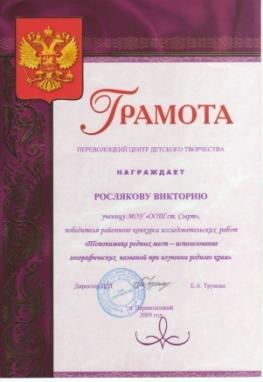 ГРАМОТА
ПЕРЕВОЛОЦКИЙ ЦЕНТР ДЕТСКОГО ТВОРЧЕСТВА
НАГРАЖДАЕТ
РОСЛЯКОВУ ВИКТОРИЮ
ученицу МОУ «ООШ ст. Сырт»,
победителя районного конкурса исследовательских работ
«Топонимика родных мест – использование
географических названий при изучении родного края».
Директор ЦДТ Е.А. Трунова
п. Переволоцкий
2009 год